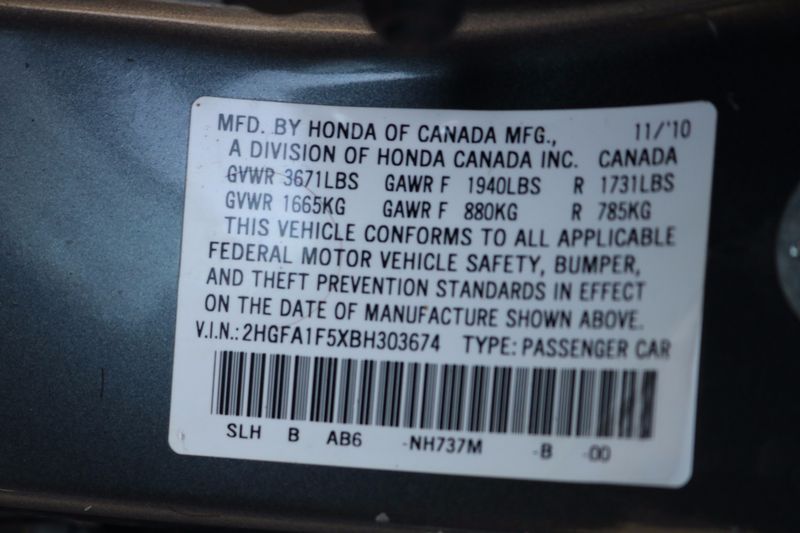 MFD. BY HONDA OF CANADA MFG., 11/'10
A DIVISION OF HONDA CANADA INC. CANADA
GVWR 3671LBS GAWR F 1940LBS R 1731LBS
GVWR 1665KG GAWR F 880KG R 785KG
THIS VEHICLE CONFORMS TO ALL APPLICABLE
FEDERAL MOTOR VEHICLE SAFETY, BUMPER,
AND THEFT PREVENTION STANDARDS IN EFFECT
ON THE DATE OF MANUFACTURE SHOWN ABOVE.
V.I.N.: 2HGFA1F5XBH303674 TYPE: PASSENGER CAR
SLH B AB6 -NH737M -B -00